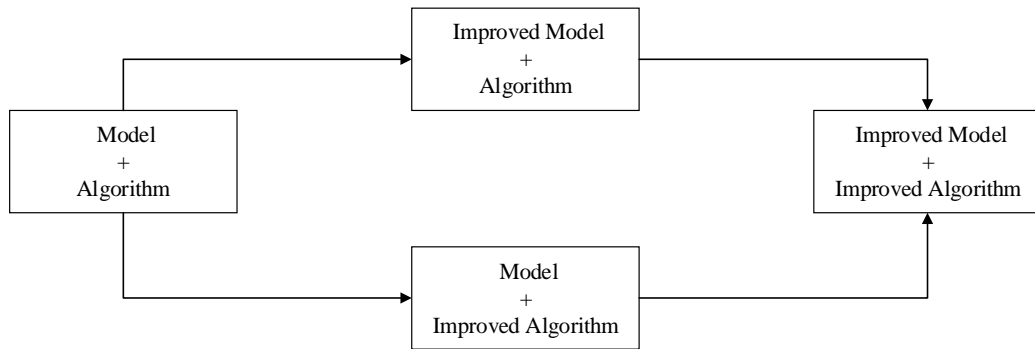 Improved Model
+
Algorithm
Model
+
Algorithm
Improved Model
+
Improved Algorithm
Model
+
Improved Algorithm